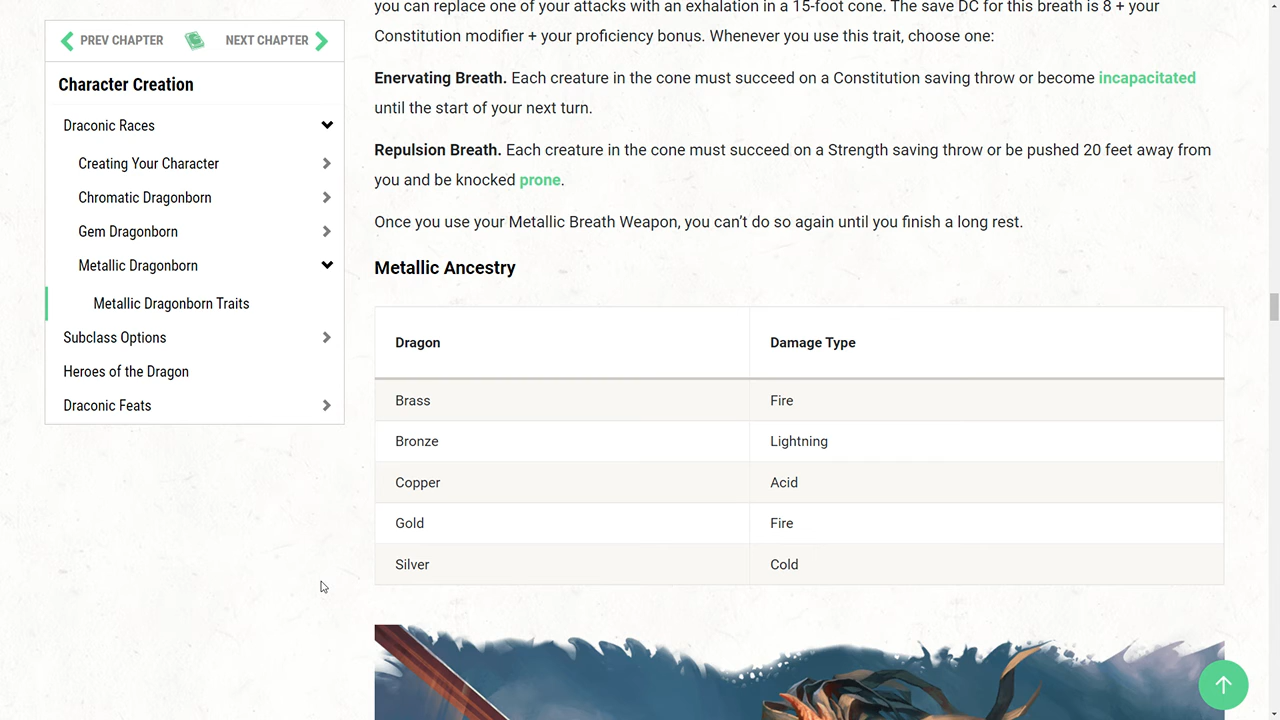 PREV CHAPTER
NEXT CHAPTER
Character Creation
Draconic Races
Creating Your Character
Chromatic Dragonborn
Gem Dragonborn
Metallic Dragonborn
Metallic Dragonborn Traits
Subclass Options
Heroes of the Dragon
Draconic Feats
you can replace one of your attacks with an exhalation in a 15-foot cone. The save DC for this breath is 8 + your
Constitution modifier + your proficiency bonus. Whenever you use this trait, choose one:
Enervating Breath. Each creature in the cone must succeed on a Constitution saving throw or become incapacitated
until the start of your next turn.
Repulsion Breath. Each creature in the cone must succeed on a Strength saving throw or be pushed 20 feet away from
you and be knocked prone.
Once you use your Metallic Breath Weapon, you can’t do so again until you finish a long rest.
Metallic Ancestry
Dragon Damage Type
Brass Fire
Bronze Lightning
Copper Acid
Gold Fire
Silver Cold